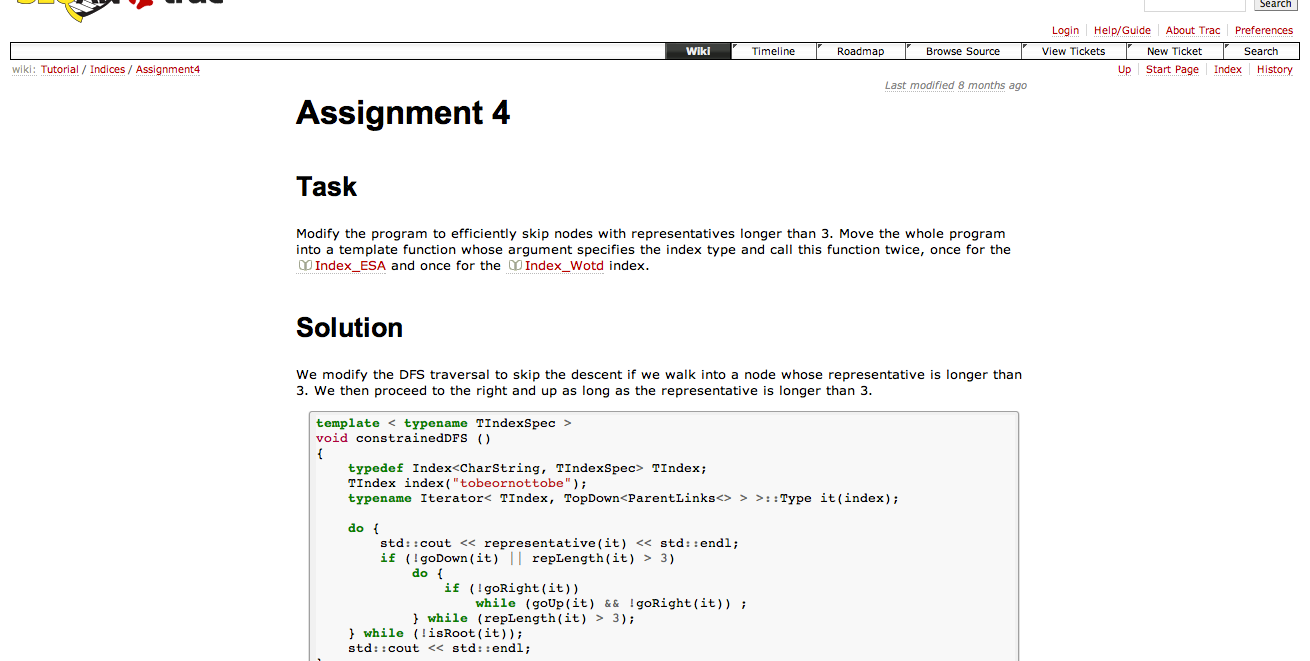 Search
Login Help/Guide About Trac Preferences
Wiki Timeline Roadmap Browse Source View Tickets New Ticket Search
wiki: Tutorial / Indices / Assignment4
Up Start Page Index History
Last modified 8 months ago
Assignment 4
Task
Modify the program to efficiently skip nodes with representatives longer than 3. Move the whole program
into a template function whose argument specifies the index type and call this function twice, once for the
Index_ESA and once for the Index_Wotd index.
Solution
We modify the DFS traversal to skip the descent if we walk into a node whose representative is longer than
3. We then proceed to the right and up as long as the representative is longer than 3.
template < typename TIndexSpec >
void constrainedDFS ()
{
typedef Index<CharString, TIndexSpec> TIndex;
TIndex index("tobeornottobe");
typename Iterator< TIndex, TopDown<ParentLinks<> > >::Type it(index);
do {
std::cout << representative(it) << std::endl;
if (!goDown(it) || repLength(it) > 3)
do {
if (!goRight(it))
while (goUp(it) && !goRight(it)) ;
} while (repLength(it) > 3);
} while (!isRoot(it));
std::cout << std::endl;